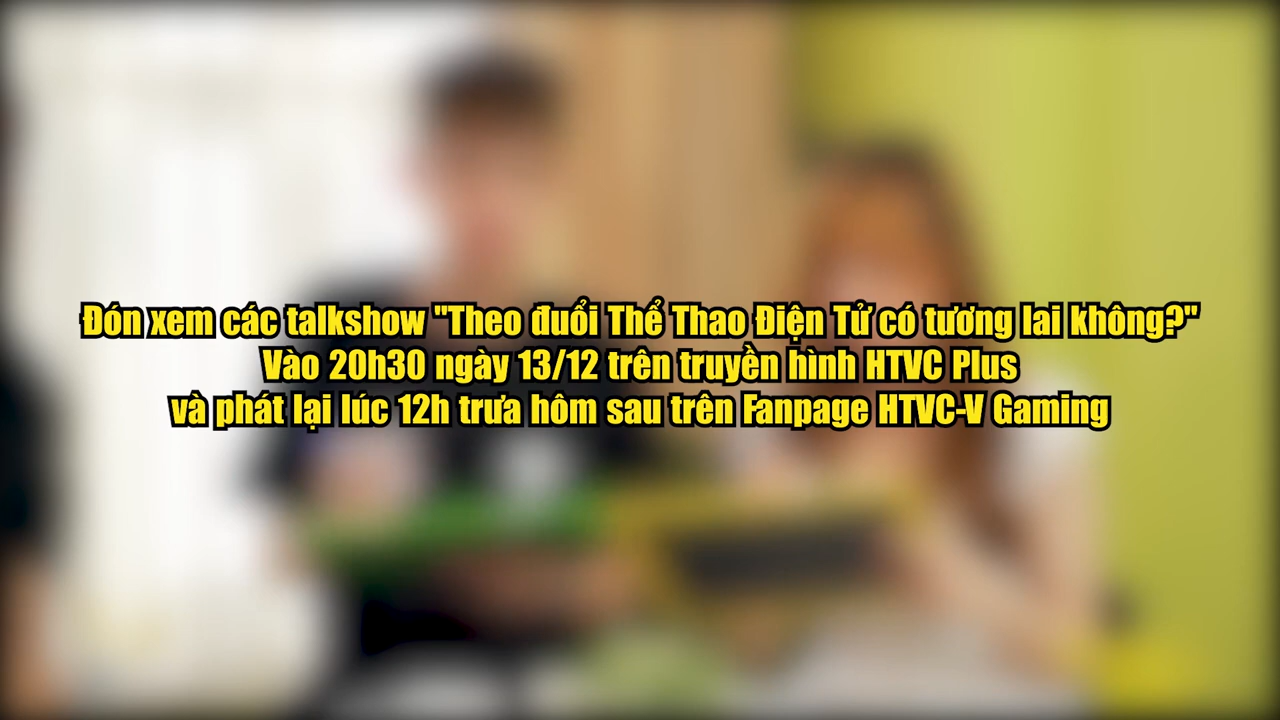 Đón xem các talkshow "Theo đuổi Thể Thao Điện Tử có tương lai không?"
Vào 20h30 ngày 13/12 trên truyền hình HTVC Plus
và phát lại lúc 12h trưa hôm sau trên Fanpage HTVC-V Gaming